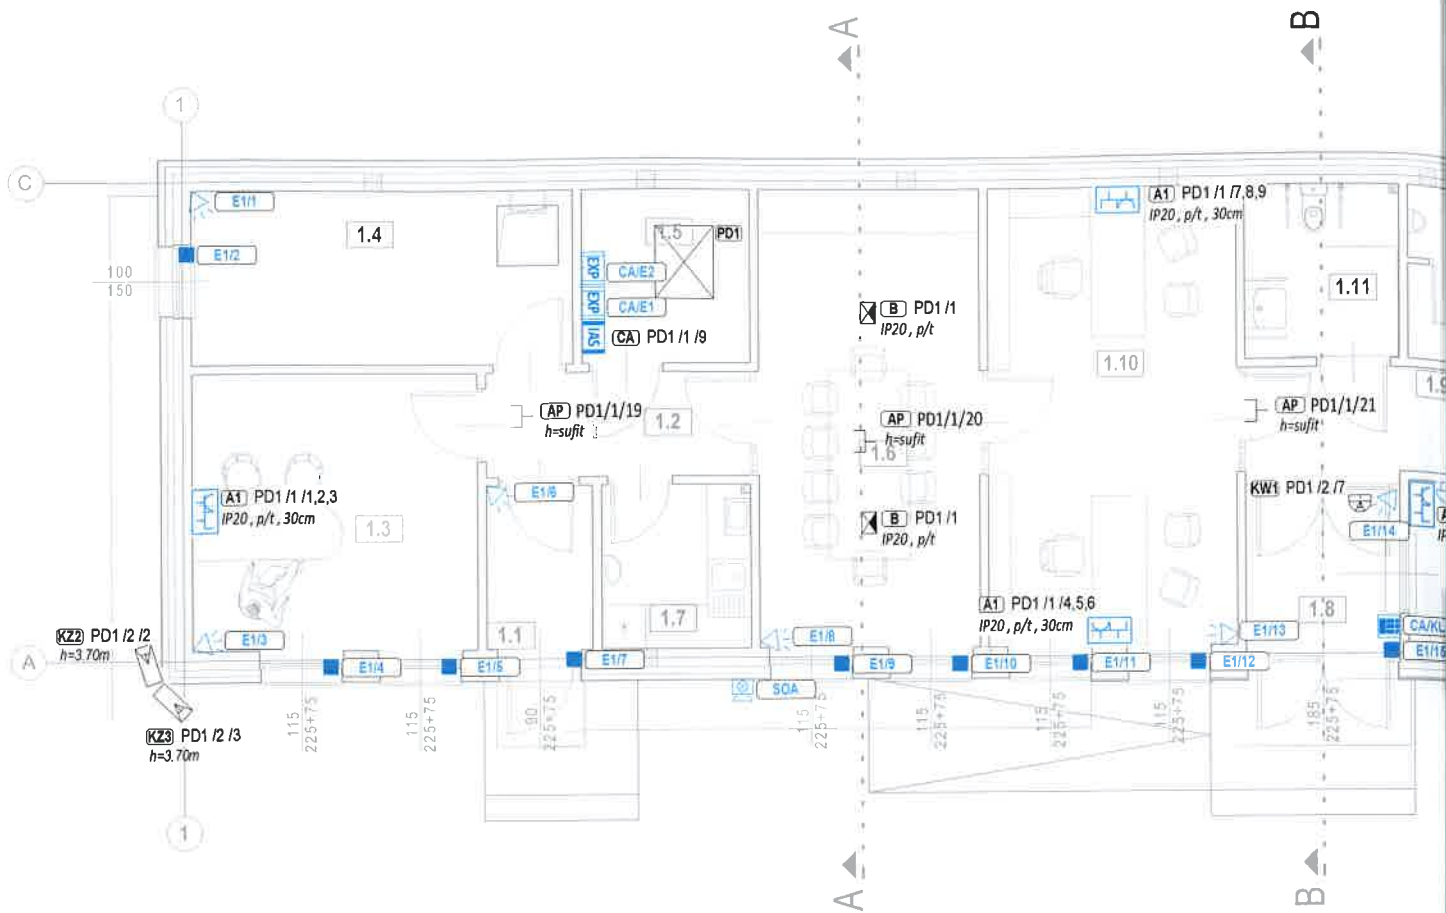 A
B
1
C
E1/1
E1/2
100
150
1.4
1.5
PD1
EXP
CA/E2
EXP
CA/E1
IAS
CA PD1 /1 /9
B PD1 /1
IP20, p/t
A1 PD1 /1 /7,8,9
IP20, p/t, 30cm
1.11
1.10
1.9
AP PD1/1/19
h=sufit
1.2
AP PD1/1/20
h=sufit
1.6
AP PD1/1/21
h=sufit
A1 PD1 /1 /1,2,3
IP20, p/t, 30cm
1.3
E1/6
B PD1 /1
IP20, p/t
KW1 PD1 /2 /7
E1/14
A1 PD1 /1 /4,5,6
IP20, p/t, 30cm
1.1
1.7
1.8
KZ2 PD1 /2 /2
h=3.70m
A
E1/3
E1/4
E1/5
E1/7
E1/8
E1/9
E1/10
E1/11
E1/12
E1/13
CA/KL
E1/15
SOA
KZ3 PD1 /2 /3
h=3.70m
115
225+75
115
225+75
90
225+75
115
225+75
115
225+75
115
225+75
115
225+75
185
225+75
1
A
B